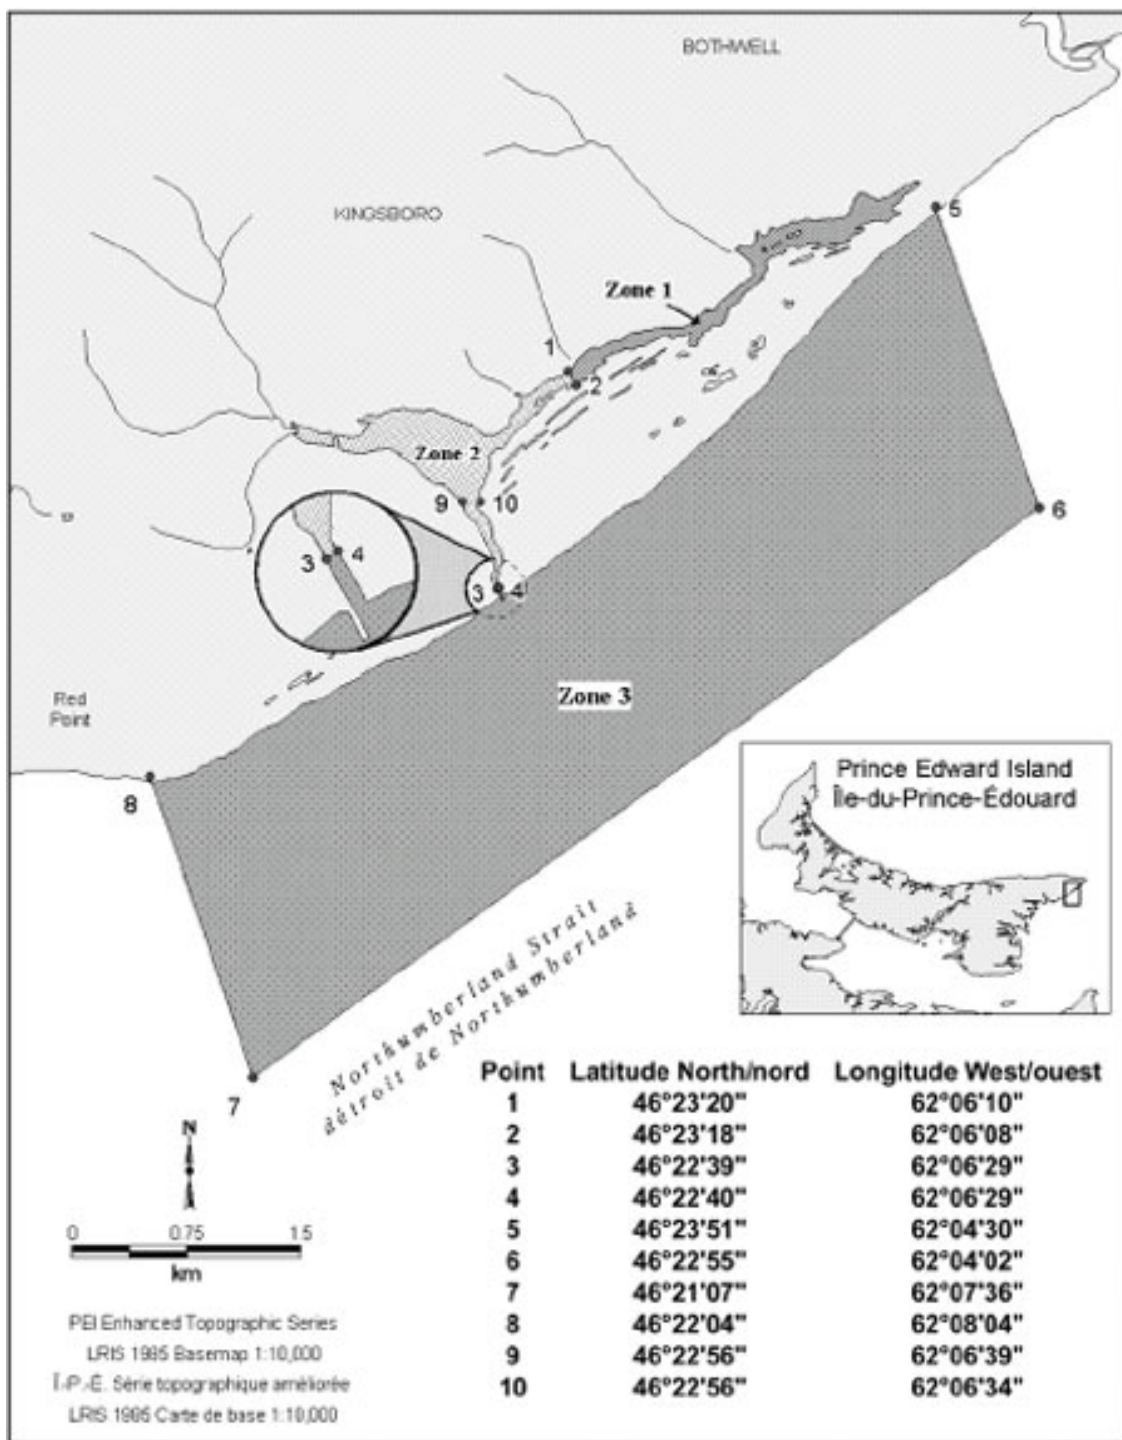 BOTHWELL
KINGSBORO
5
Zone 1
1
2
Zone 2
9
10
6
3
4
3
4
Zone 3
Red
Point
8
Prince Edward Island
Île-du-Prince-Édouard
Northumberland Strait
détroit de Northumberland
7
N
0 0.75 1.5
km
PEI Enhanced Topographic Series
LRIS 1985 Basemap 1:10,000
Î.-P.-É. Série topographique améliorée
LRIS 1985 Carte de base 1:10,000
Point Latitude North/nord Longitude West/ouest
1 46°23'20" 62°06'10"
2 46°23'18" 62°06'08"
3 46°22'39" 62°06'29"
4 46°22'40" 62°06'29"
5 46°23'51" 62°04'30"
6 46°22'55" 62°04'02"
7 46°21'07" 62°07'36"
8 46°22'04" 62°08'04"
9 46°22'56" 62°06'39"
10 46°22'56" 62°06'34"